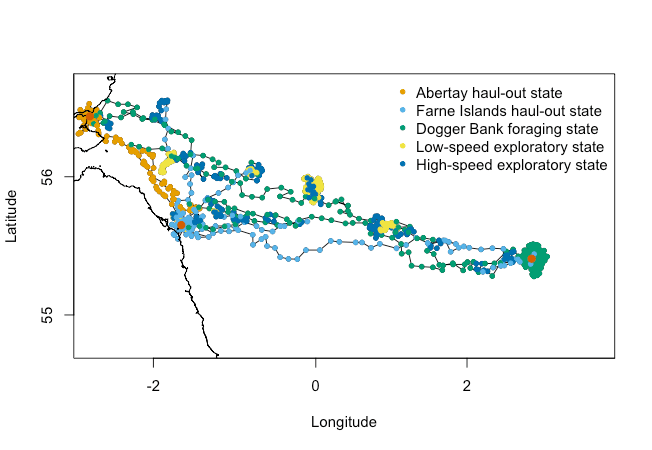 Abertay haul-out state
Farne Islands haul-out state
Dogger Bank foraging state
Low-speed exploratory state
High-speed exploratory state
Latitude
56
55
-2
0
2
Longitude